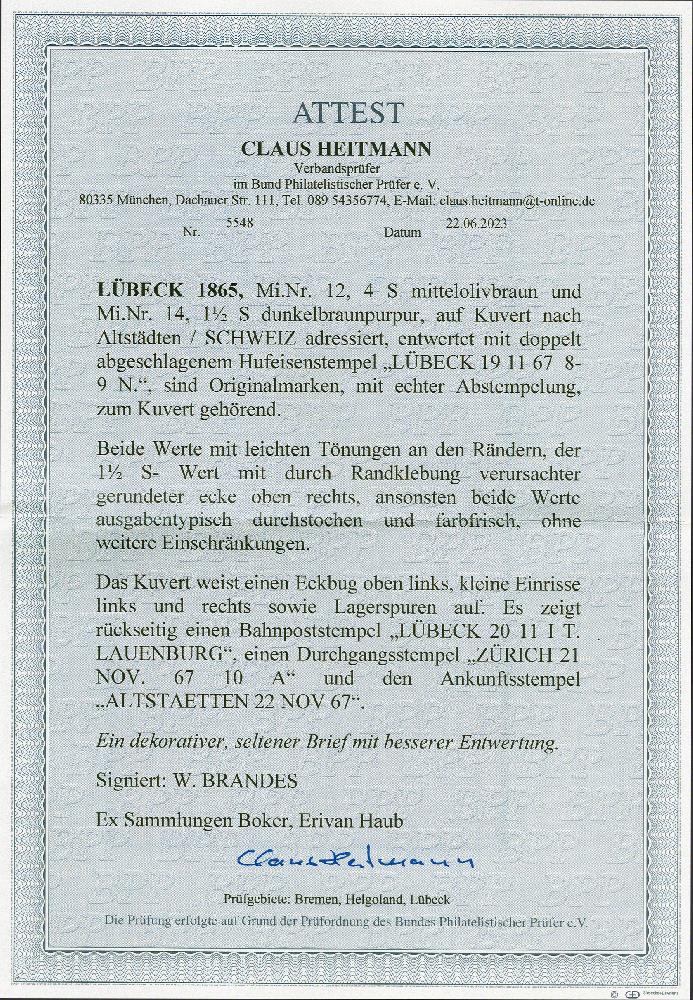 ATTEST
CLAUS HEITMANN
Verbandsprüfer
im Bund Philatelistischer Prüfer e. V.
80335 München, Dachauer Str. 111, Tel. 089 54356774, E-Mail: claus.heitmann@t-online.de
Nr. 5548 Datum 22.06.2023
LÜBECK 1865, Mi.Nr. 12, 4 S mittelolivbraun und
Mi.Nr. 14, 1½ S dunkelbraunpurpur, auf Kuvert nach
Altstädten / SCHWEIZ adressiert, entwertet mit doppelt
abgeschlagenem Hufeisenstempel „LÜBECK 19 11 67 8-
9 N.“, sind Originalmarken, mit echter Abstempelung,
zum Kuvert gehörend.
Beide Werte mit leichten Tönungen an den Rändern, der
1½ S- Wert mit durch Randklebung verursachter
gerundeter ecke oben rechts, ansonsten beide Werte
ausgabentypisch durchstochen und farbfrisch, ohne
weitere Einschränkungen.
Das Kuvert weist einen Eckbug oben links, kleine Einrisse
links und rechts sowie Lagerspuren auf. Es zeigt
rückseitig einen Bahnpoststempel „LÜBECK 20 11 I T.
LAUENBURG“, einen Durchgangsstempel „ZÜRICH 21
NOV. 67 10 A“ und den Ankunftsstempel
„ALTSTAETTEN 22 NOV 67“.
Ein dekorativer, seltener Brief mit besserer Entwertung.
Signiert: W. BRANDES
Ex Sammlungen Boker, Erivan Haub
Claus Heitmann
Prüfgebiete: Bremen, Helgoland, Lübeck
Die Prüfung erfolgte auf Grund der Prüfordnung des Bundes Philatelistischer Prüfer e.V.